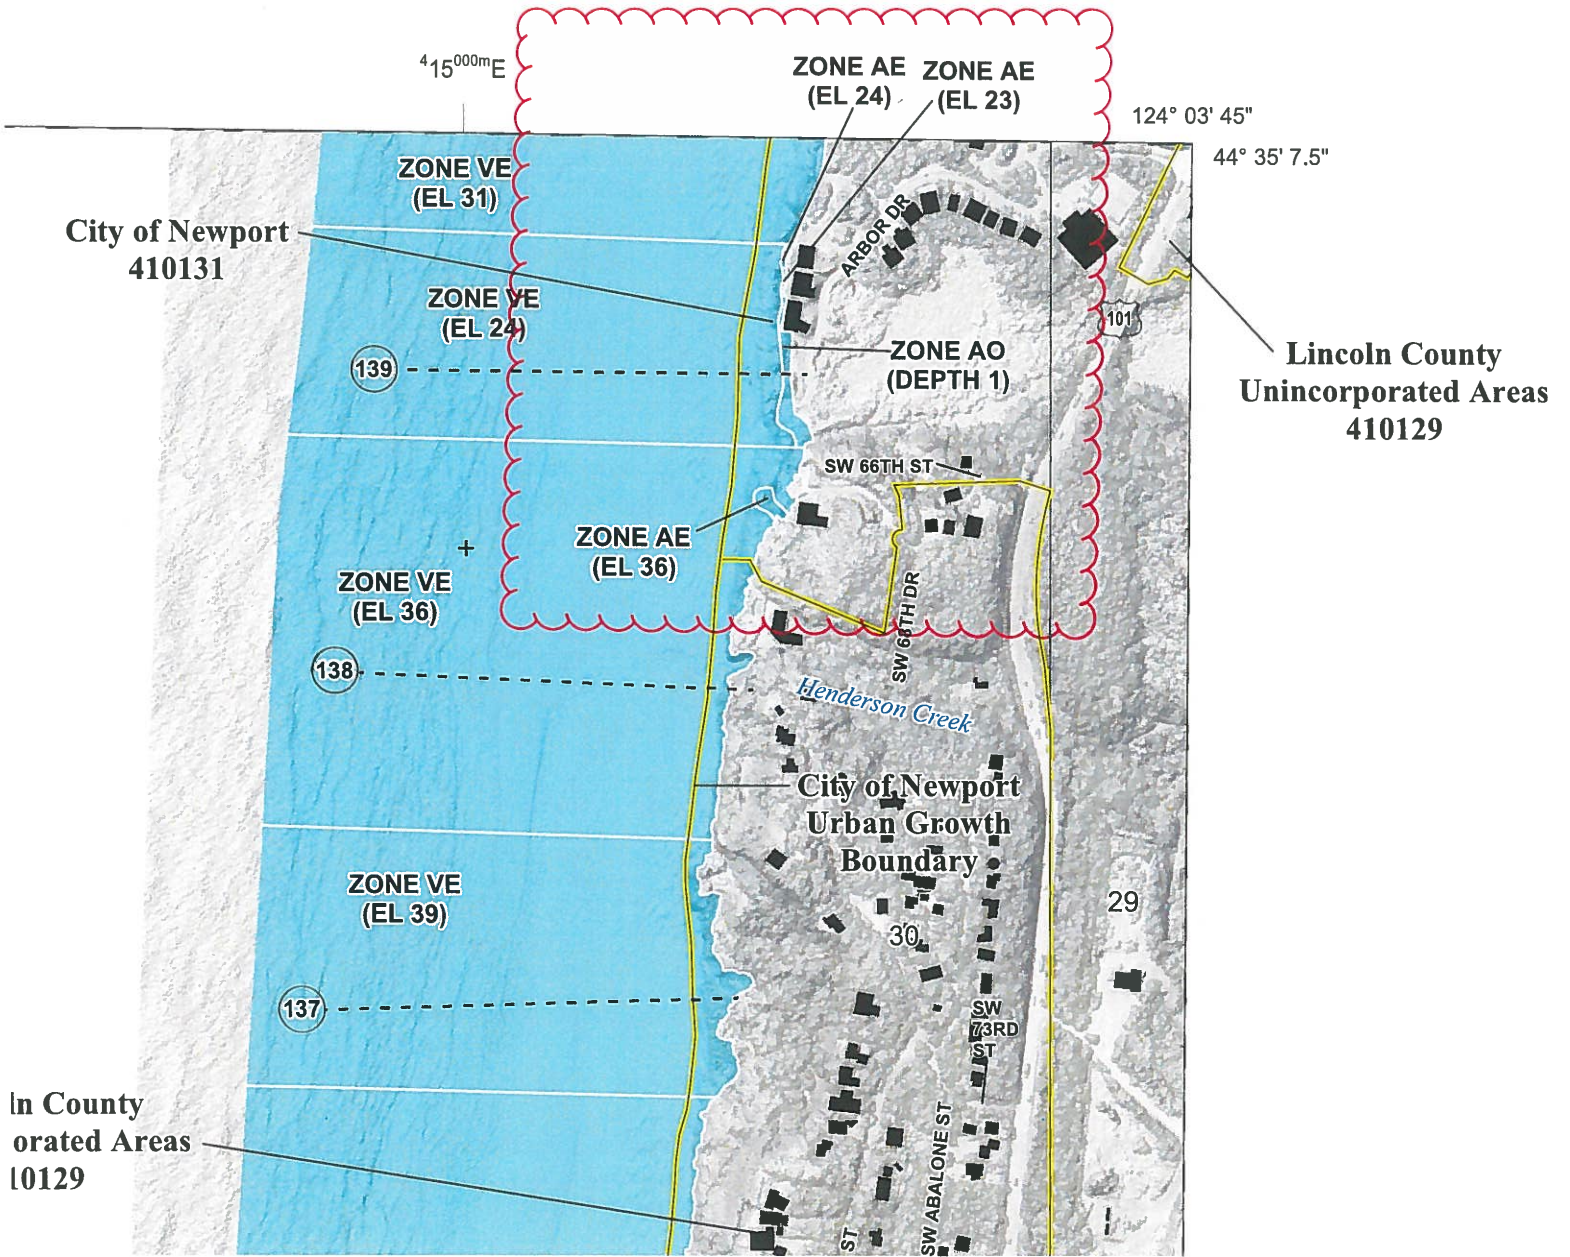 415000mE
ZONE AE
(EL 24)
ZONE AE
(EL 23)
124° 03' 45"
44° 35' 7.5"
ZONE VE
(EL 31)
City of Newport
410131
ARBOR DR
ZONE VE
(EL 24)
101
139
ZONE AO
(DEPTH 1)
Lincoln County
Unincorporated Areas
410129
SW 66TH ST
ZONE AE
(EL 36)
ZONE VE
(EL 36)
SW 68TH DR
138
Henderson Creek
City of Newport
Urban Growth
Boundary
ZONE VE
(EL 39)
29
30
137
SW
73RD
ST
ln County
orated Areas
10129
SW ABALONE ST
ST